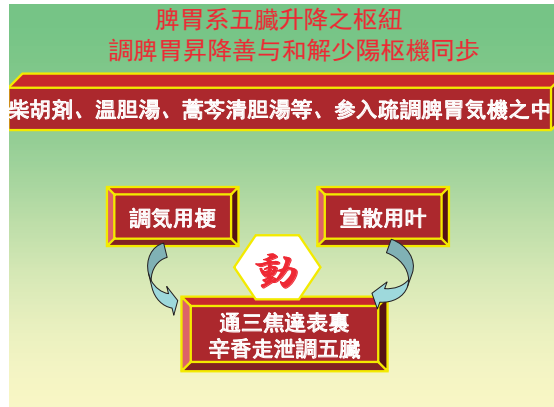 脾胃系五臓升降之枢紐
調脾胃昇降善与和解少陽枢機同步
柴胡剤、温胆湯、蒿芩清胆湯等、参入疏調脾胃気機之中
調気用梗
宣散用叶
動
通三焦達表裏
辛香走泄調五臓